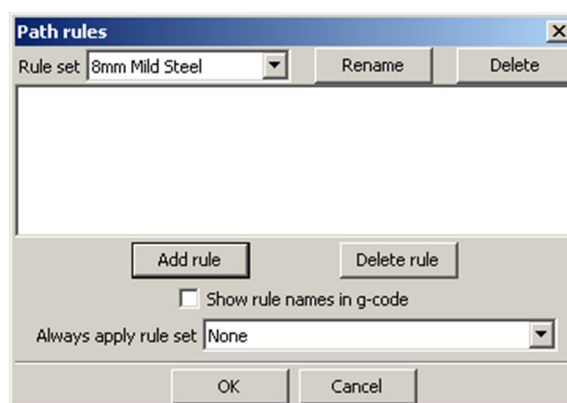 Path rules
Rule set 8mm Mild Steel Rename Delete
Add rule Delete rule
Show rule names in g-code
Always apply rule set None
OK Cancel